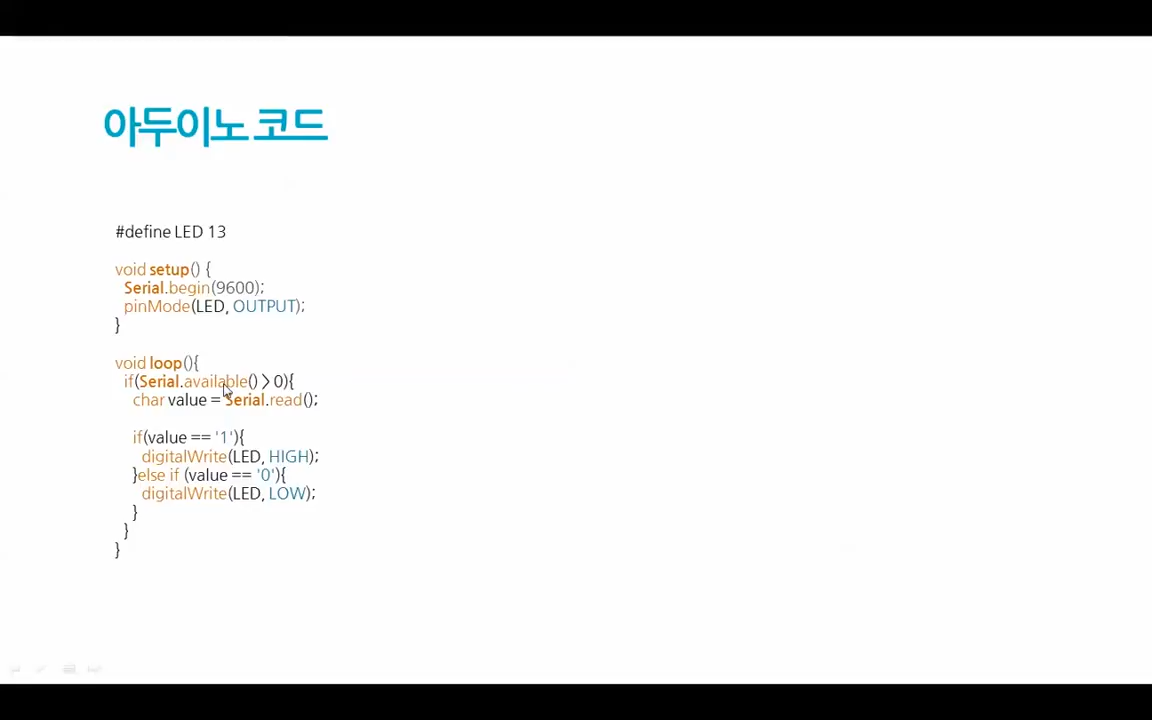 아두이노 코드
#define LED 13
void setup() {
Serial.begin(9600);
pinMode(LED, OUTPUT);
}
void loop(){
if(Serial.available() > 0){
char value = Serial.read();
if(value == '1'){
digitalWrite(LED, HIGH);
}else if (value == '0'){
digitalWrite(LED, LOW);
}
}
}